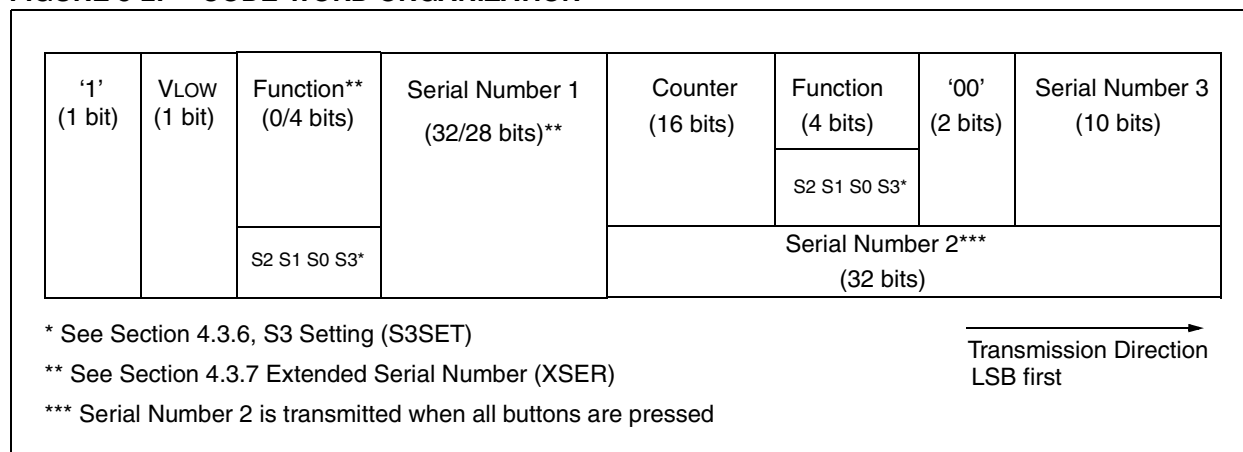 '1'
(1 bit)
VLOW
(1 bit)
Function**
(0/4 bits)
S2 S1 S0 S3*
Serial Number 1
(32/28 bits)**
Counter
(16 bits)
Function
(4 bits)
S2 S1 S0 S3*
'00'
(2 bits)
Serial Number 3
(10 bits)
Serial Number 2***
(32 bits)
* See Section 4.3.6, S3 Setting (S3SET)
** See Section 4.3.7 Extended Serial Number (XSER)
*** Serial Number 2 is transmitted when all buttons are pressed
Transmission Direction
LSB first